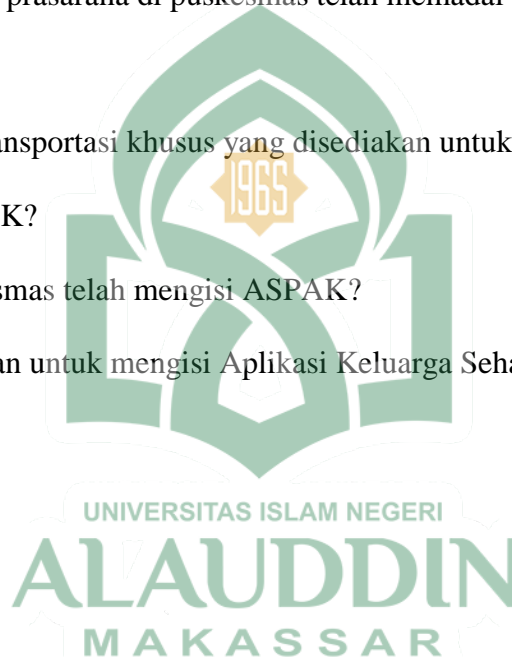 prasarana di puskesmas telah memadai
ansportasi khusus yang disediakan untuk
1965
K?
smas telah mengisi ASPAK?
an untuk mengisi Aplikasi Keluarga Seha
UNIVERSITAS ISLAM NEGERI
ALAUDDIN
MAKASSAR